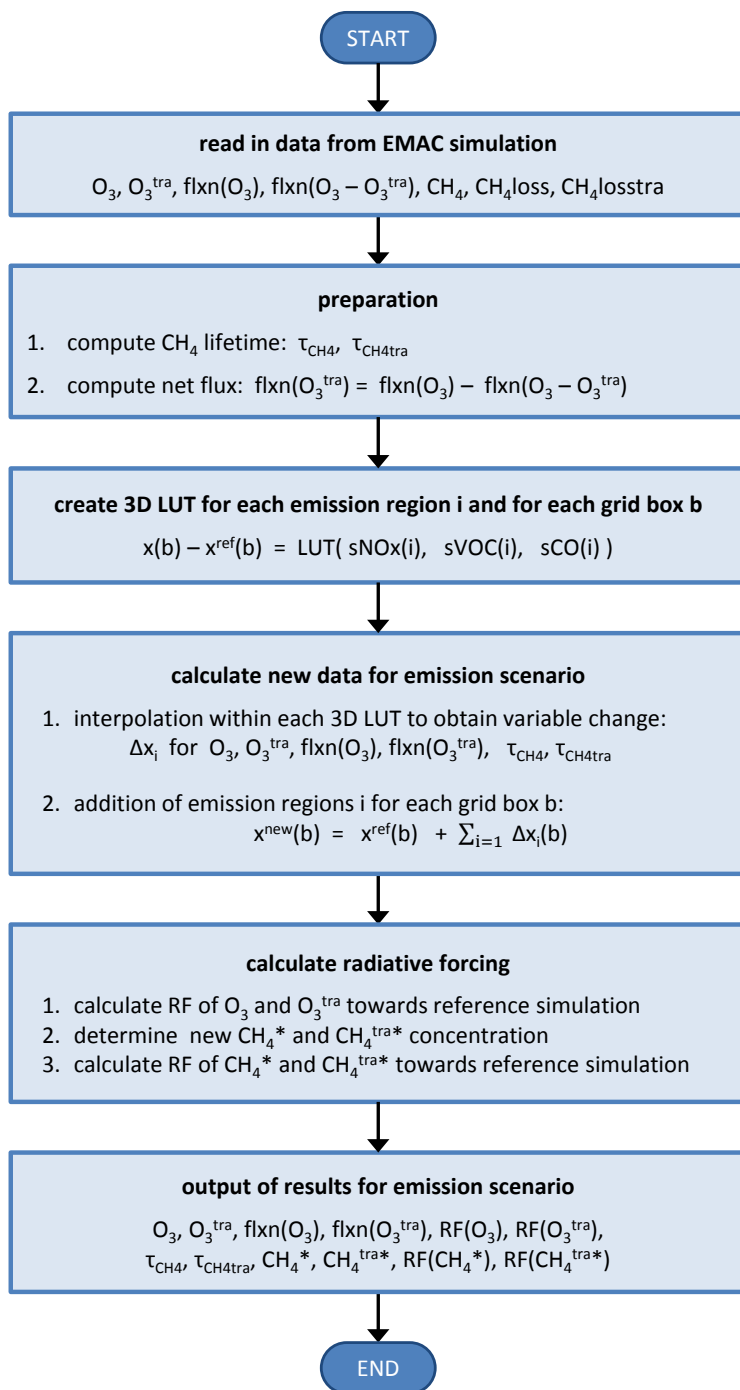 START
read in data from EMAC simulation
O₃, O₃ᵗʳᵃ, flxn(O₃), flxn(O₃ – O₃ᵗʳᵃ), CH₄, CH₄loss, CH₄losstra
preparation
1. compute CH₄ lifetime: τ_CH4, τ_CH4tra
2. compute net flux: flxn(O₃ᵗʳᵃ) = flxn(O₃) – flxn(O₃ – O₃ᵗʳᵃ)
create 3D LUT for each emission region i and for each grid box b
x(b) – xʳᵉᶠ(b) = LUT( sNOx(i), sVOC(i), sCO(i) )
calculate new data for emission scenario
1. interpolation within each 3D LUT to obtain variable change:
Δxᵢ for O₃, O₃ᵗʳᵃ, flxn(O₃), flxn(O₃ᵗʳᵃ), τ_CH4, τ_CH4tra
2. addition of emission regions i for each grid box b:
xⁿᵉʷ(b) = xʳᵉᶠ(b) + ∑ᵢ₌₁ Δxᵢ(b)
calculate radiative forcing
1. calculate RF of O₃ and O₃ᵗʳᵃ towards reference simulation
2. determine new CH₄* and CH₄ᵗʳᵃ* concentration
3. calculate RF of CH₄* and CH₄ᵗʳᵃ* towards reference simulation
output of results for emission scenario
O₃, O₃ᵗʳᵃ, flxn(O₃), flxn(O₃ᵗʳᵃ), RF(O₃), RF(O₃ᵗʳᵃ),
τ_CH4, τ_CH4tra, CH₄*, CH₄ᵗʳᵃ*, RF(CH₄*), RF(CH₄ᵗʳᵃ*)
END